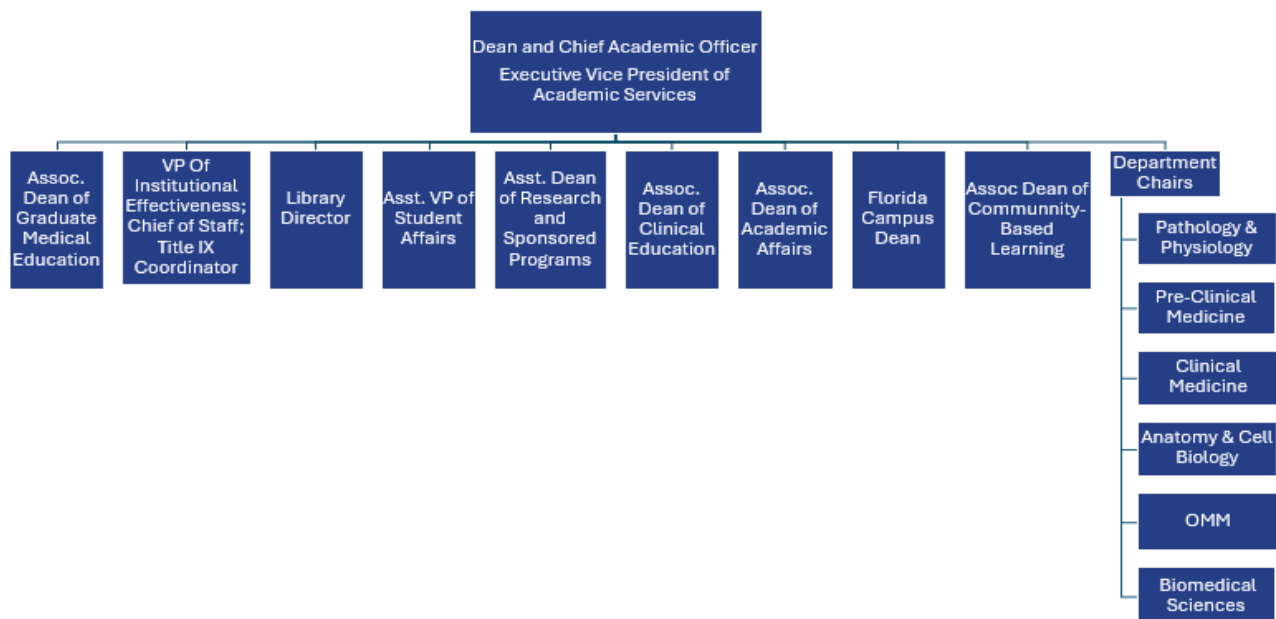 Dean and Chief Academic Officer
Executive Vice President of
Academic Services
Assoc.
Dean of
Graduate
Medical
Education
VP Of
Institutional
Effectiveness;
Chief of Staff;
Title IX
Coordinator
Library
Director
Asst. VP of
Student
Affairs
Asst. Dean
of Research
and
Sponsored
Programs
Assoc.
Dean of
Clinical
Education
Assoc.
Dean of
Academic
Affairs
Florida
Campus
Dean
Assoc Dean of
Communnity-
Based
Learning
Department
Chairs
Pathology &
Physiology
Pre-Clinical
Medicine
Clinical
Medicine
Anatomy & Cell
Biology
OMM
Biomedical
Sciences